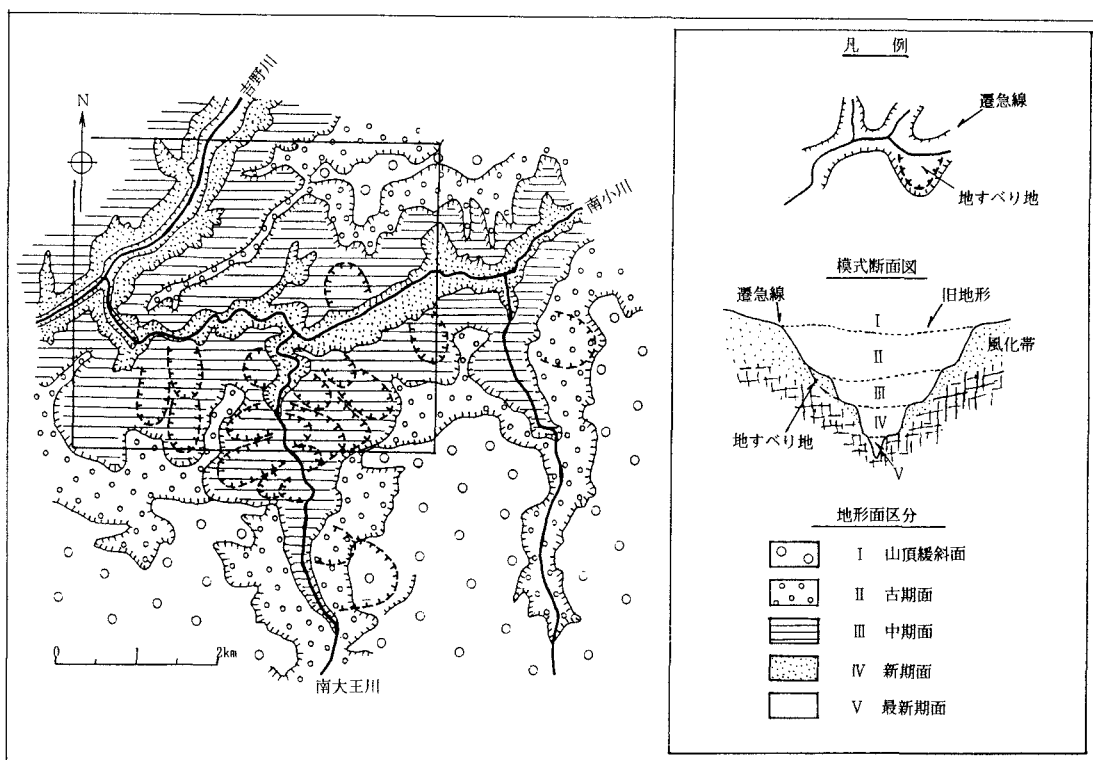 吉野川
N
南小川
0 1 2km
南大王川
凡 例
遷急線
地すべり地
模式断面図
遷急線
旧地形
I
II
風化帯
III
IV
地すべり地
V
地形面区分
I 山頂緩斜面
II 古期面
III 中期面
IV 新期面
V 最新期面